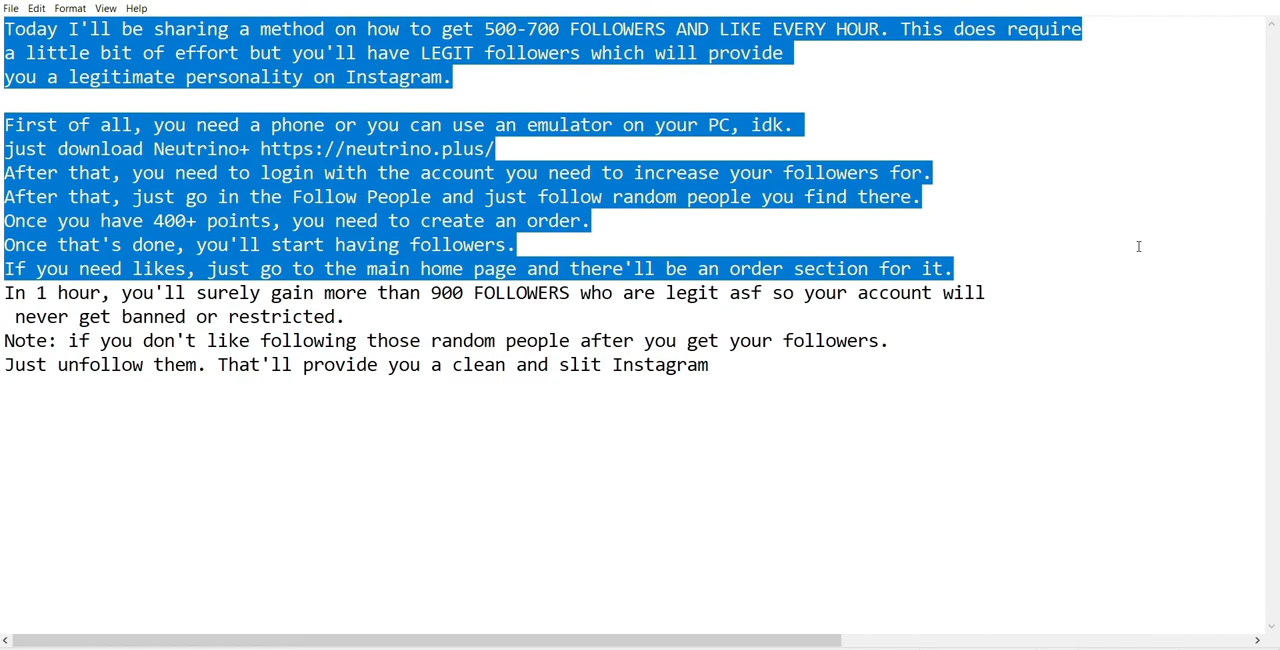 File Edit Format View Help
Today I'll be sharing a method on how to get 500-700 FOLLOWERS AND LIKE EVERY HOUR. This does require
a little bit of effort but you'll have LEGIT followers which will provide
you a legitimate personality on Instagram.
First of all, you need a phone or you can use an emulator on your PC, idk.
just download Neutrino+ https://neutrino.plus/
After that, you need to login with the account you need to increase your followers for.
After that, just go in the Follow People and just follow random people you find there.
Once you have 400+ points, you need to create an order.
Once that's done, you'll start having followers.
If you need likes, just go to the main home page and there'll be an order section for it.
In 1 hour, you'll surely gain more than 900 FOLLOWERS who are legit asf so your account will
never get banned or restricted.
Note: if you don't like following those random people after you get your followers.
Just unfollow them. That'll provide you a clean and slit Instagram